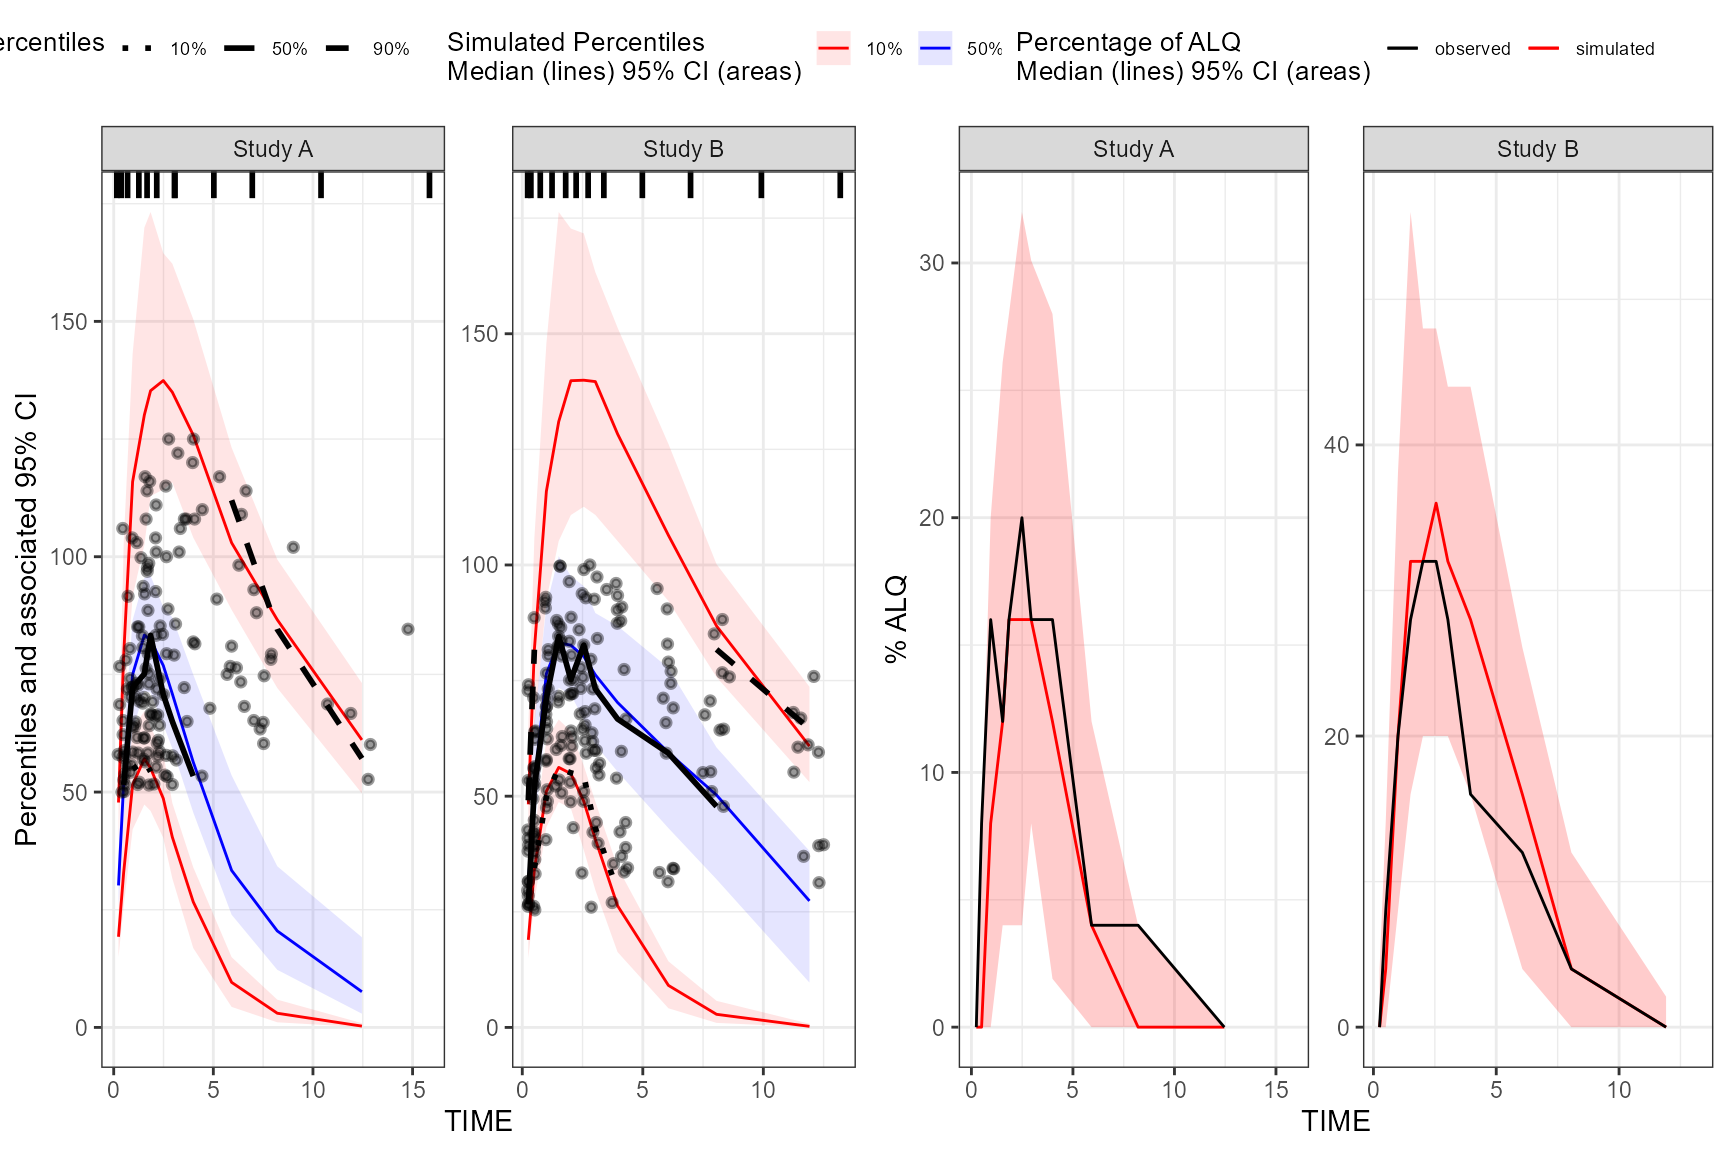 ercentiles 10% 50% 90%
Simulated Percentiles
Median (lines) 95% CI (areas) 10% 50%
Percentage of ALQ
Median (lines) 95% CI (areas) observed simulated
Study A
Study B
Study A
Study B
Percentiles and associated 95% CI
150
100
50
0
150
100
50
0
% ALQ
30
20
10
0
40
20
0
0 5 10 15
0 5 10
0 5 10 15
0 5 10
TIME
TIME